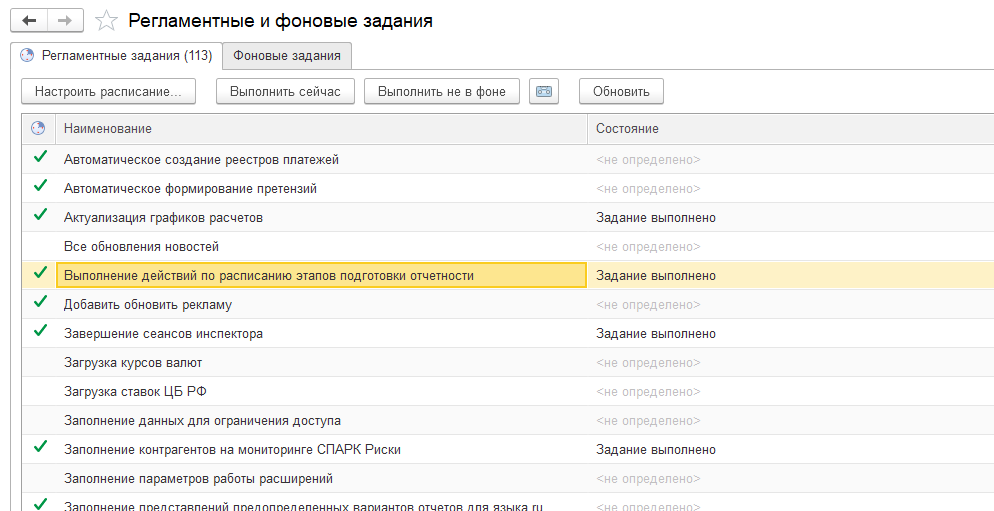 Регламентные и фоновые задания
Регламентные задания (113) Фоновые задания
Настроить расписание... Выполнить сейчас Выполнить не в фоне Обновить
Наименование Состояние
Автоматическое создание реестров платежей <не определено>
Автоматическое формирование претензий <не определено>
Актуализация графиков расчетов Задание выполнено
Все обновления новостей <не определено>
Выполнение действий по расписанию этапов подготовки отчетности Задание выполнено
Добавить обновить рекламу <не определено>
Завершение сеансов инспектора Задание выполнено
Загрузка курсов валют <не определено>
Загрузка ставок ЦБ РФ <не определено>
Заполнение данных для ограничения доступа <не определено>
Заполнение контрагентов на мониторинге СПАРК Риски Задание выполнено
Заполнение параметров работы расширений <не определено>
Заполнение представлений предопределенных вариантов отчетов для языка ru <не определено>